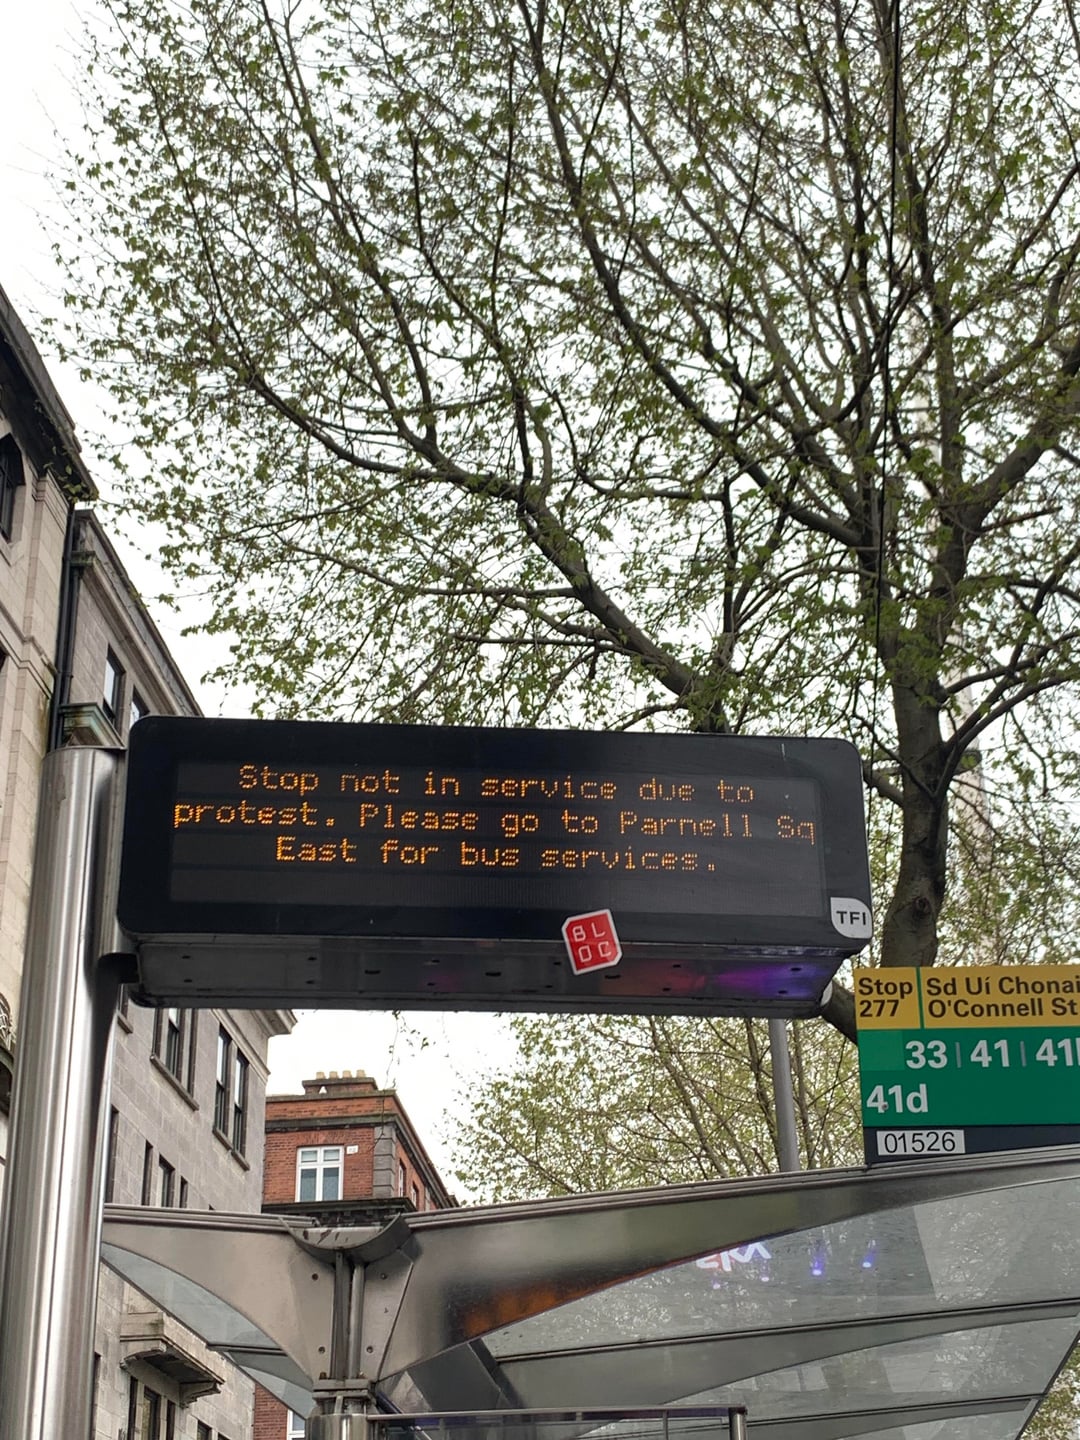 Stop not in service due to
protest. Please go to Parnell Sq
East for bus services.
TFI
BL
OC
Stop
277
Sd Uí Chonai
O'Connell St
33 | 41 | 41
41d
01526